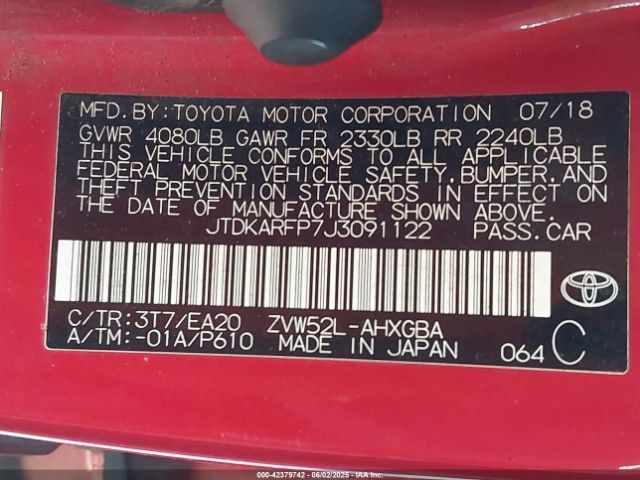 MFD.BY:TOYOTA MOTOR CORPORATION 07/18
GVWR 4080LB GAWR FR 2330LB RR 2240LB
THIS VEHICLE CONFORMS TO ALL APPLICABLE
FEDERAL MOTOR VEHICLE SAFETY,BUMPER,AND
THEFT PREVENTION STANDARDS IN EFFECT ON
THE DATE OF MANUFACTURE SHOWN ABOVE.
JTDKARFP7J3091122 PASS.CAR
C/TR:3T7/EA20 ZVW52L-AHXGBA
A/TM:-01A/P610 MADE IN JAPAN 064 C
© 42379742 - 06/02/2025 - IAA Inc.